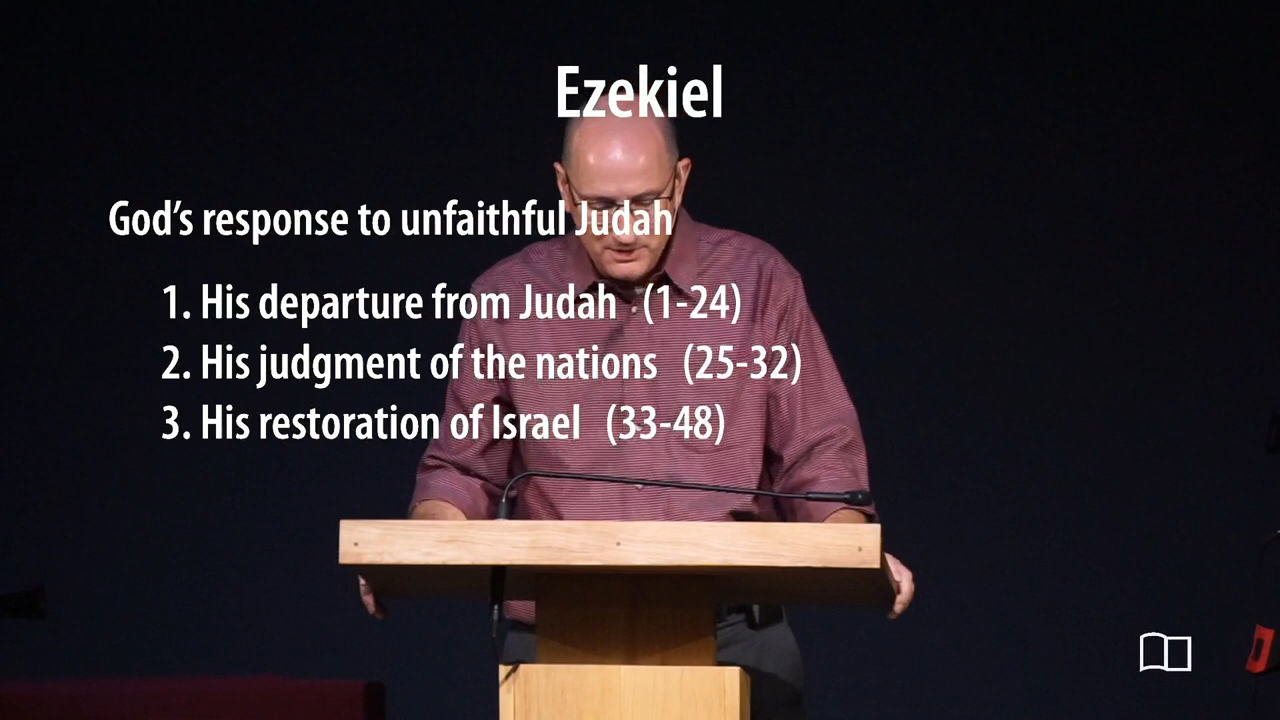 Ezekiel
God’s response to unfaithful Judah
1. His departure from Judah (1-24)
2. His judgment of the nations (25-32)
3. His restoration of Israel (33-48)